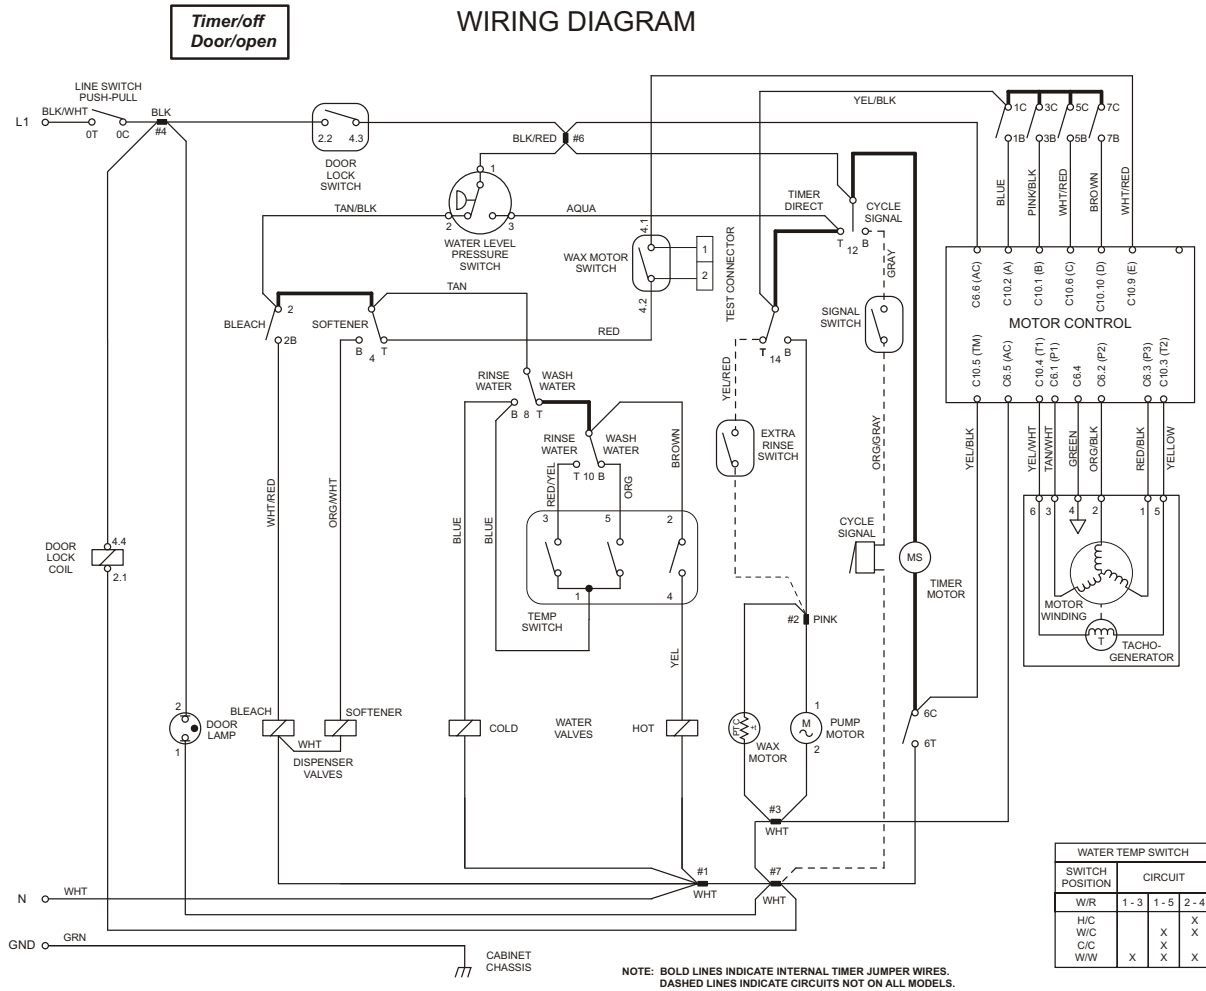 WIRING DIAGRAM
Timer/off
Door/open
LINE SWITCH
PUSH-PULL
L1
BLK/WHT
0T
0C
BLK
#4
2.2
4.3
DOOR
LOCK
SWITCH
BLK/RED
#6
YEL/BLK
1C
3C
5C
7C
1B
3B
5B
7B
BLUE
PINK/BLK
WHT/RED
BROWN
WHT/RED
1
2
3
TAN/BLK
AQUA
WATER LEVEL
PRESSURE
SWITCH
4.1
WAX MOTOR
SWITCH
4.2
1
2
TEST CONNECTOR
TIMER
DIRECT
CYCLE
SIGNAL
T
12
B
GRAY
SIGNAL
SWITCH
C6.6 (AC)
C10.2 (A)
C10.1 (B)
C10.6 (C)
C10.10 (D)
C10.9 (E)
MOTOR CONTROL
C10.5 (TM)
C6.5 (AC)
C10.4 (T1)
C6.1 (P1)
C6.4
C6.2 (P2)
C6.3 (P3)
C10.3 (T2)
TAN
2
BLEACH
2B
SOFTENER
B
4
T
RED
T
14
B
RINSE
WATER
WASH
WATER
B 8 T
RINSE
WATER
WASH
WATER
T 10 B
YEL/RED
EXTRA
RINSE
SWITCH
ORG/GRAY
YEL/BLK
YEL/WHT
TAN/WHT
GREEN
ORG/BLK
RED/BLK
YELLOW
BROWN
RED/YEL
ORG
WHT/RED
ORG/WHT
BLUE
BLUE
3
5
2
1
4
TEMP
SWITCH
CYCLE
SIGNAL
MS
TIMER
MOTOR
6
3
4
2
1
5
MOTOR
WINDING
T
TACHO-
GENERATOR
DOOR
LOCK
COIL
4.4
2.1
#2
PINK
YEL
2
DOOR
LAMP
1
BLEACH
SOFTENER
WHT
DISPENSER
VALVES
COLD
WATER
VALVES
HOT
PTC
WAX
MOTOR
1
M
2
PUMP
MOTOR
6C
6T
#3
WHT
#1
WHT
#7
WHT
N
WHT
GND
GRN
CABINET
CHASSIS
WATER TEMP SWITCH
SWITCH
POSITION
CIRCUIT
W/R 1 - 3 1 - 5 2 - 4
H/C X
W/C X X
C/C X
W/W X X X
NOTE: BOLD LINES INDICATE INTERNAL TIMER JUMPER WIRES.
DASHED LINES INDICATE CIRCUITS NOT ON ALL MODELS.